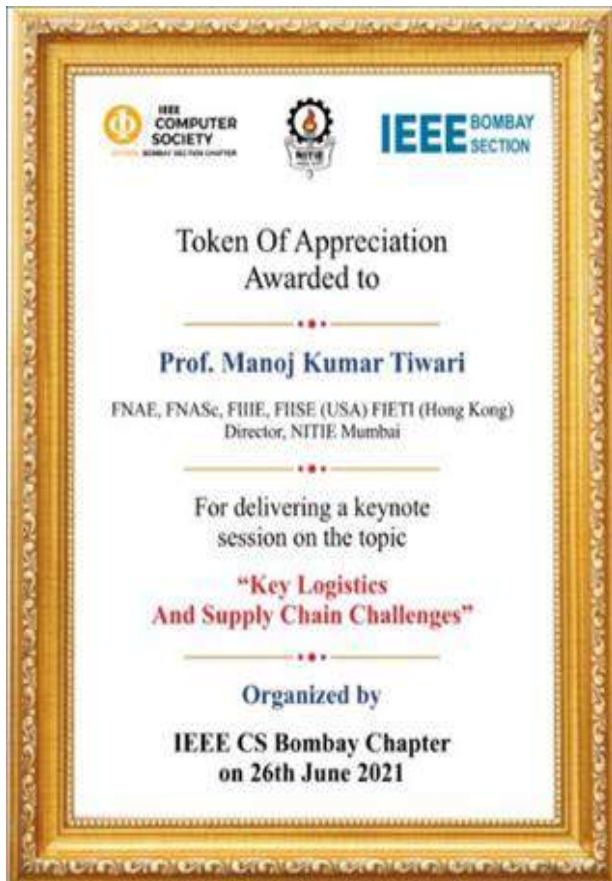 IEEE
COMPUTER
SOCIETY
BOMBAY SECTION CHAPTER
NITIE
IEEE BOMBAY
SECTION
Token Of Appreciation
Awarded to
Prof. Manoj Kumar Tiwari
FNAE, FNASc, FIIIE, FIISE (USA) FIETI (Hong Kong)
Director, NITIE Mumbai
For delivering a keynote
session on the topic
“Key Logistics
And Supply Chain Challenges”
Organized by
IEEE CS Bombay Chapter
on 26th June 2021